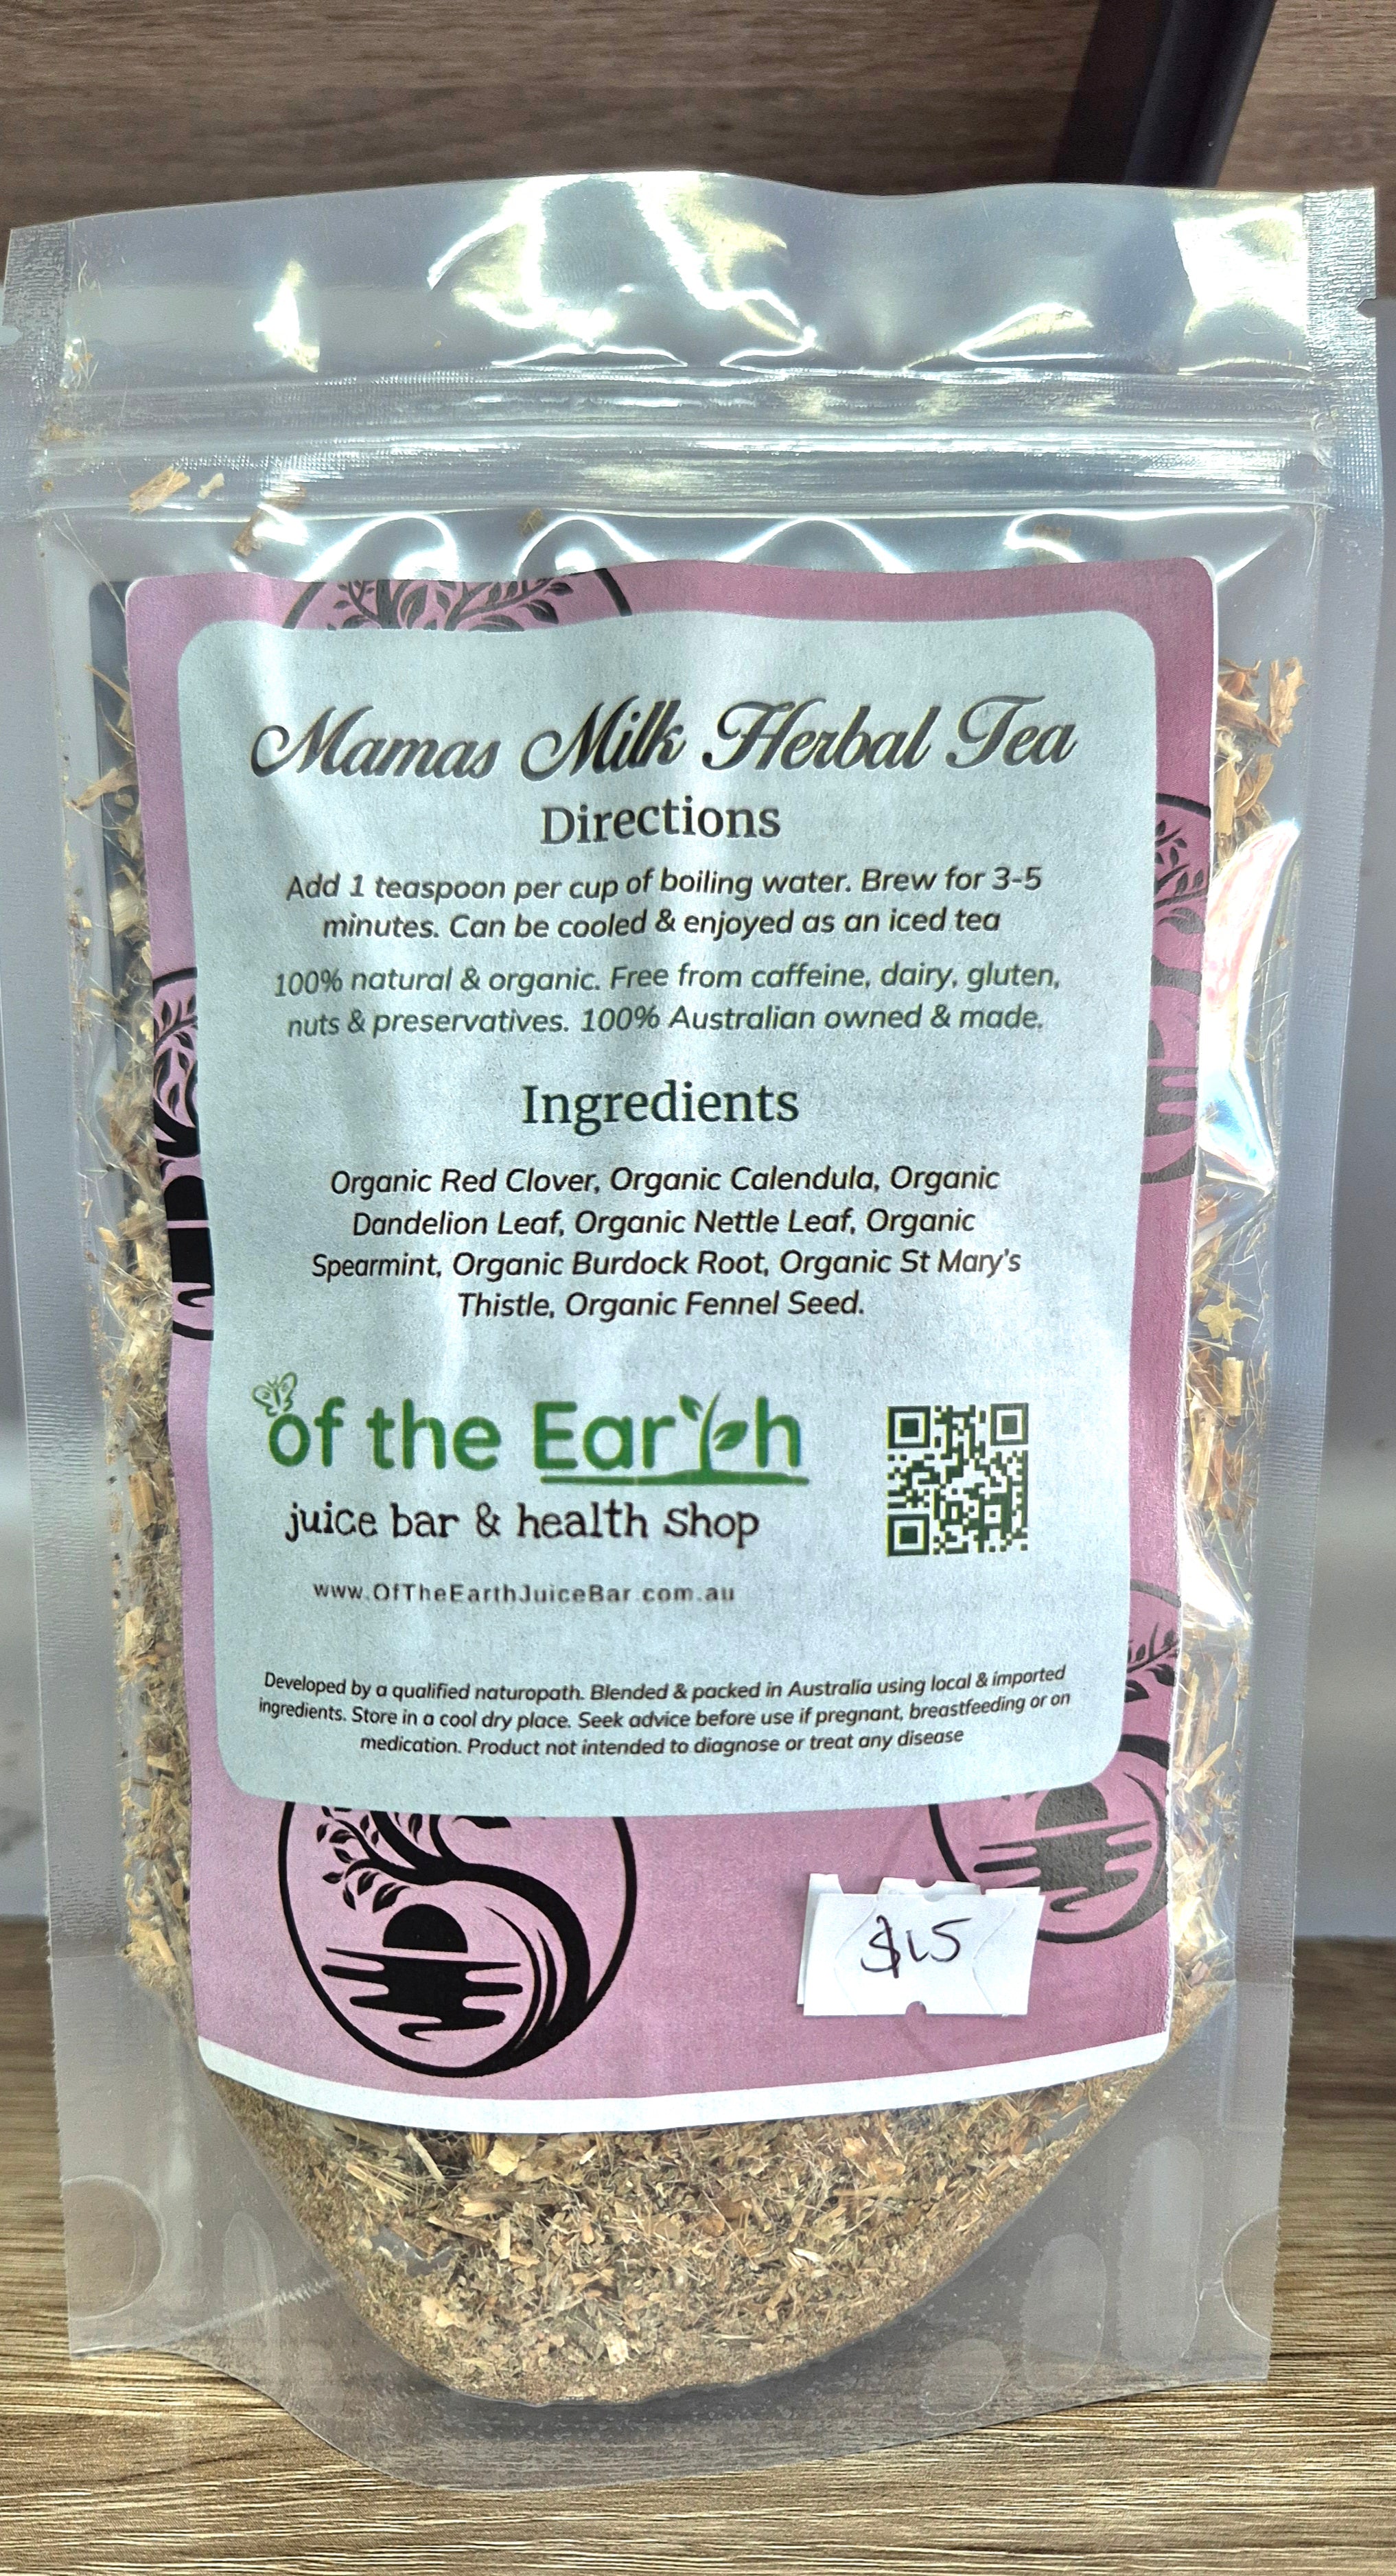 Mamas Milk Herbal Tea
Directions
Add 1 teaspoon per cup of boiling water. Brew for 3-5
minutes. Can be cooled & enjoyed as an iced tea
100% natural & organic. Free from caffeine, dairy, gluten,
nuts & preservatives. 100% Australian owned & made.
Ingredients
Organic Red Clover, Organic Calendula, Organic
Dandelion Leaf, Organic Nettle Leaf, Organic
Spearmint, Organic Burdock Root, Organic St Mary's
Thistle, Organic Fennel Seed.
of the Earth
juice bar & health shop
www.OfTheEarthJuiceBar.com.au
Developed by a qualified naturopath. Blended & packed in Australia using local & imported
ingredients. Store in a cool dry place. Seek advice before use if pregnant, breastfeeding or on
medication. Product not intended to diagnose or treat any disease
$15